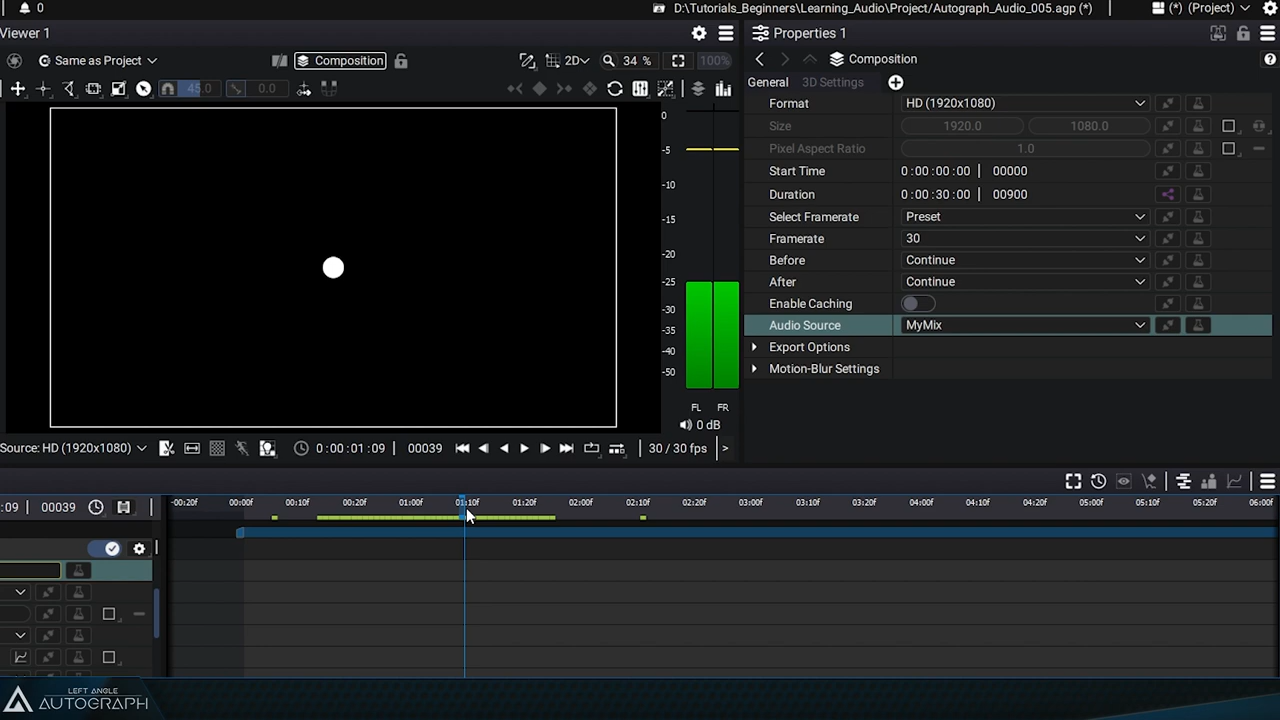 0
D:\Tutorials_Beginners\Learning_Audio\Project/Autograph_Audio_005.agp (*)
(*) (Project)
Viewer 1
Properties 1
Same as Project
Composition
2D
34 %
100%
Composition
45.0
0.0
General
3D Settings
Format
HD (1920x1080)
Size
1920.0
1080.0
Pixel Aspect Ratio
1.0
Start Time
0:00:00:00
00000
Duration
0:00:30:00
00900
Select Framerate
Preset
Framerate
30
Before
Continue
After
Continue
Enable Caching
Audio Source
MyMix
Export Options
Motion-Blur Settings
0
-5
-10
-15
-20
-25
-30
-35
-40
-50
FL
FR
0 dB
Source: HD (1920x1080)
0:00:01:09
00039
30 / 30 fps
>
:09
00039
-00:20f
00:00f
00:10f
00:20f
01:00f
01:10f
01:20f
02:00f
02:10f
02:20f
03:00f
03:10f
03:20f
04:00f
04:10f
04:20f
05:00f
05:10f
05:20f
06:00f
LEFT ANGLE
AUTOGRAPH